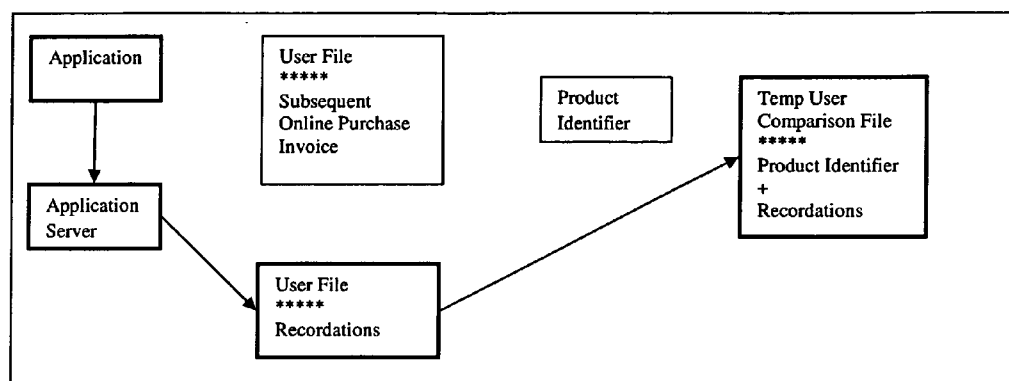 Application
User File
*****
Subsequent
Online Purchase
Invoice
Product
Identifier
Temp User
Comparison File
*****
Product Identifier
+
Recordations
Application
Server
User File
*****
Recordations